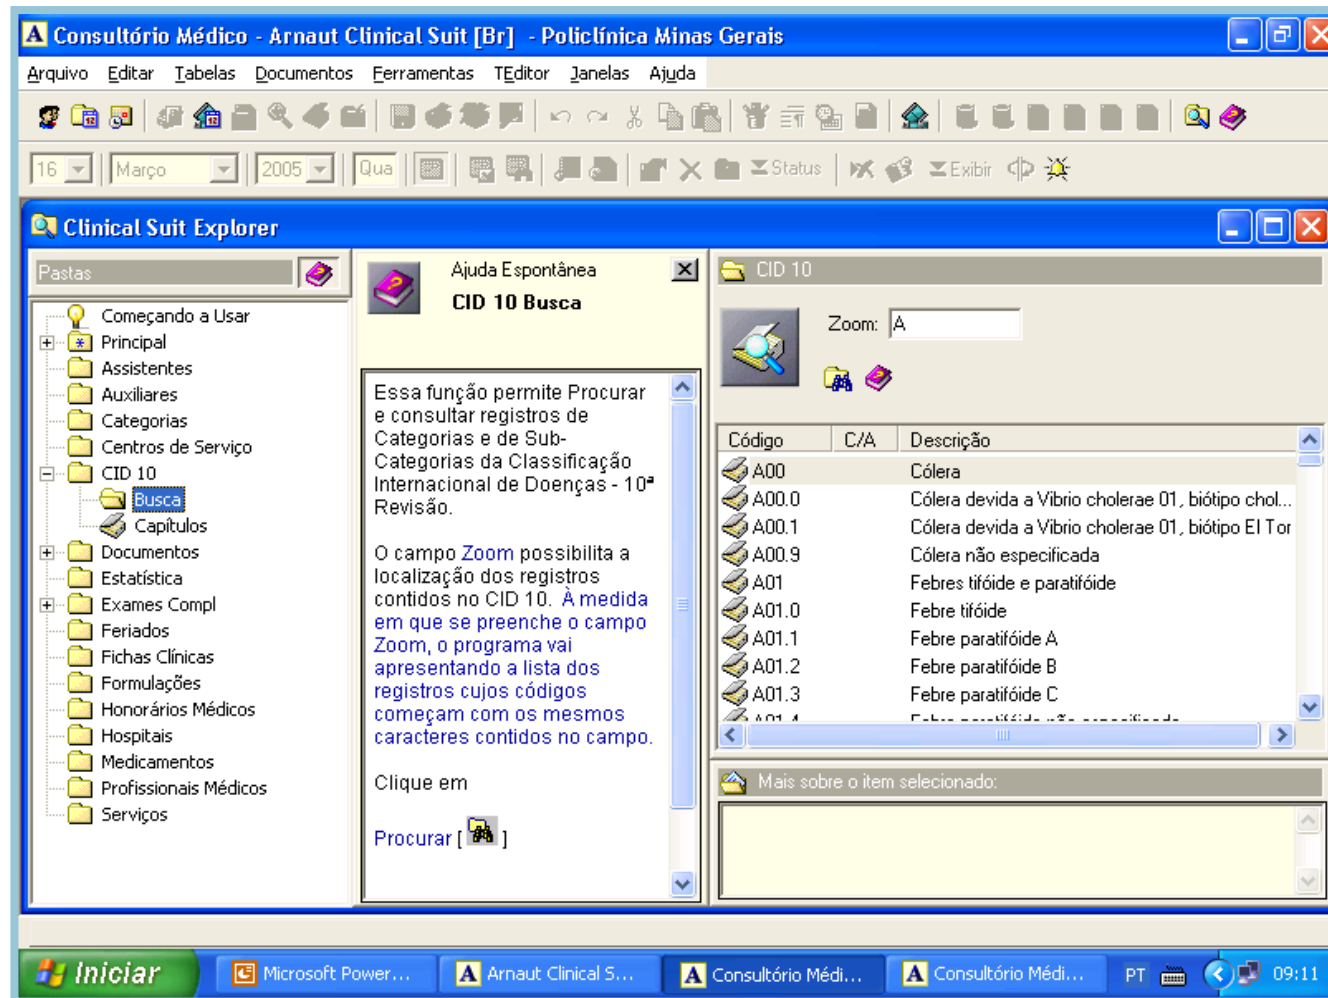 Consultório Médico - Arnaut Clinical Suit [Br] - Policlínica Minas Gerais
Arquivo Editar Tabelas Documentos Ferramentas TEditor Janelas Ajuda
16 Março 2005 Qua Status Exibir
Clinical Suit Explorer
Pastas
Começando a Usar
Principal
Assistentes
Auxiliares
Categorias
Centros de Serviço
CID 10
Busca
Capítulos
Documentos
Estatística
Exames Compl
Feriados
Fichas Clínicas
Formulações
Honorários Médicos
Hospitais
Medicamentos
Profissionais Médicos
Serviços
Ajuda Espontânea
CID 10 Busca
Essa função permite Procurar
e consultar registros de
Categorias e de Sub-
Categorias da Classificação
Internacional de Doenças - 10ª
Revisão.
O campo Zoom possibilita a
localização dos registros
contidos no CID 10. À medida
em que se preenche o campo
Zoom, o programa vai
apresentando a lista dos
registros cujos códigos
começam com os mesmos
caracteres contidos no campo.
Clique em
Procurar [ ]
CID 10
Zoom: A
Código C/A Descrição
A00 Cólera
A00.0 Cólera devida a Vibrio cholerae 01, biótipo chol...
A00.1 Cólera devida a Vibrio cholerae 01, biótipo El Tor
A00.9 Cólera não especificada
A01 Febres tifóide e paratifóide
A01.0 Febre tifóide
A01.1 Febre paratifóide A
A01.2 Febre paratifóide B
A01.3 Febre paratifóide C
A01.4 Febre paratifóide não especificada
Mais sobre o item selecionado:
Iniciar Microsoft Power... Arnaut Clinical S... Consultório Médi... Consultório Médi... PT 09:11